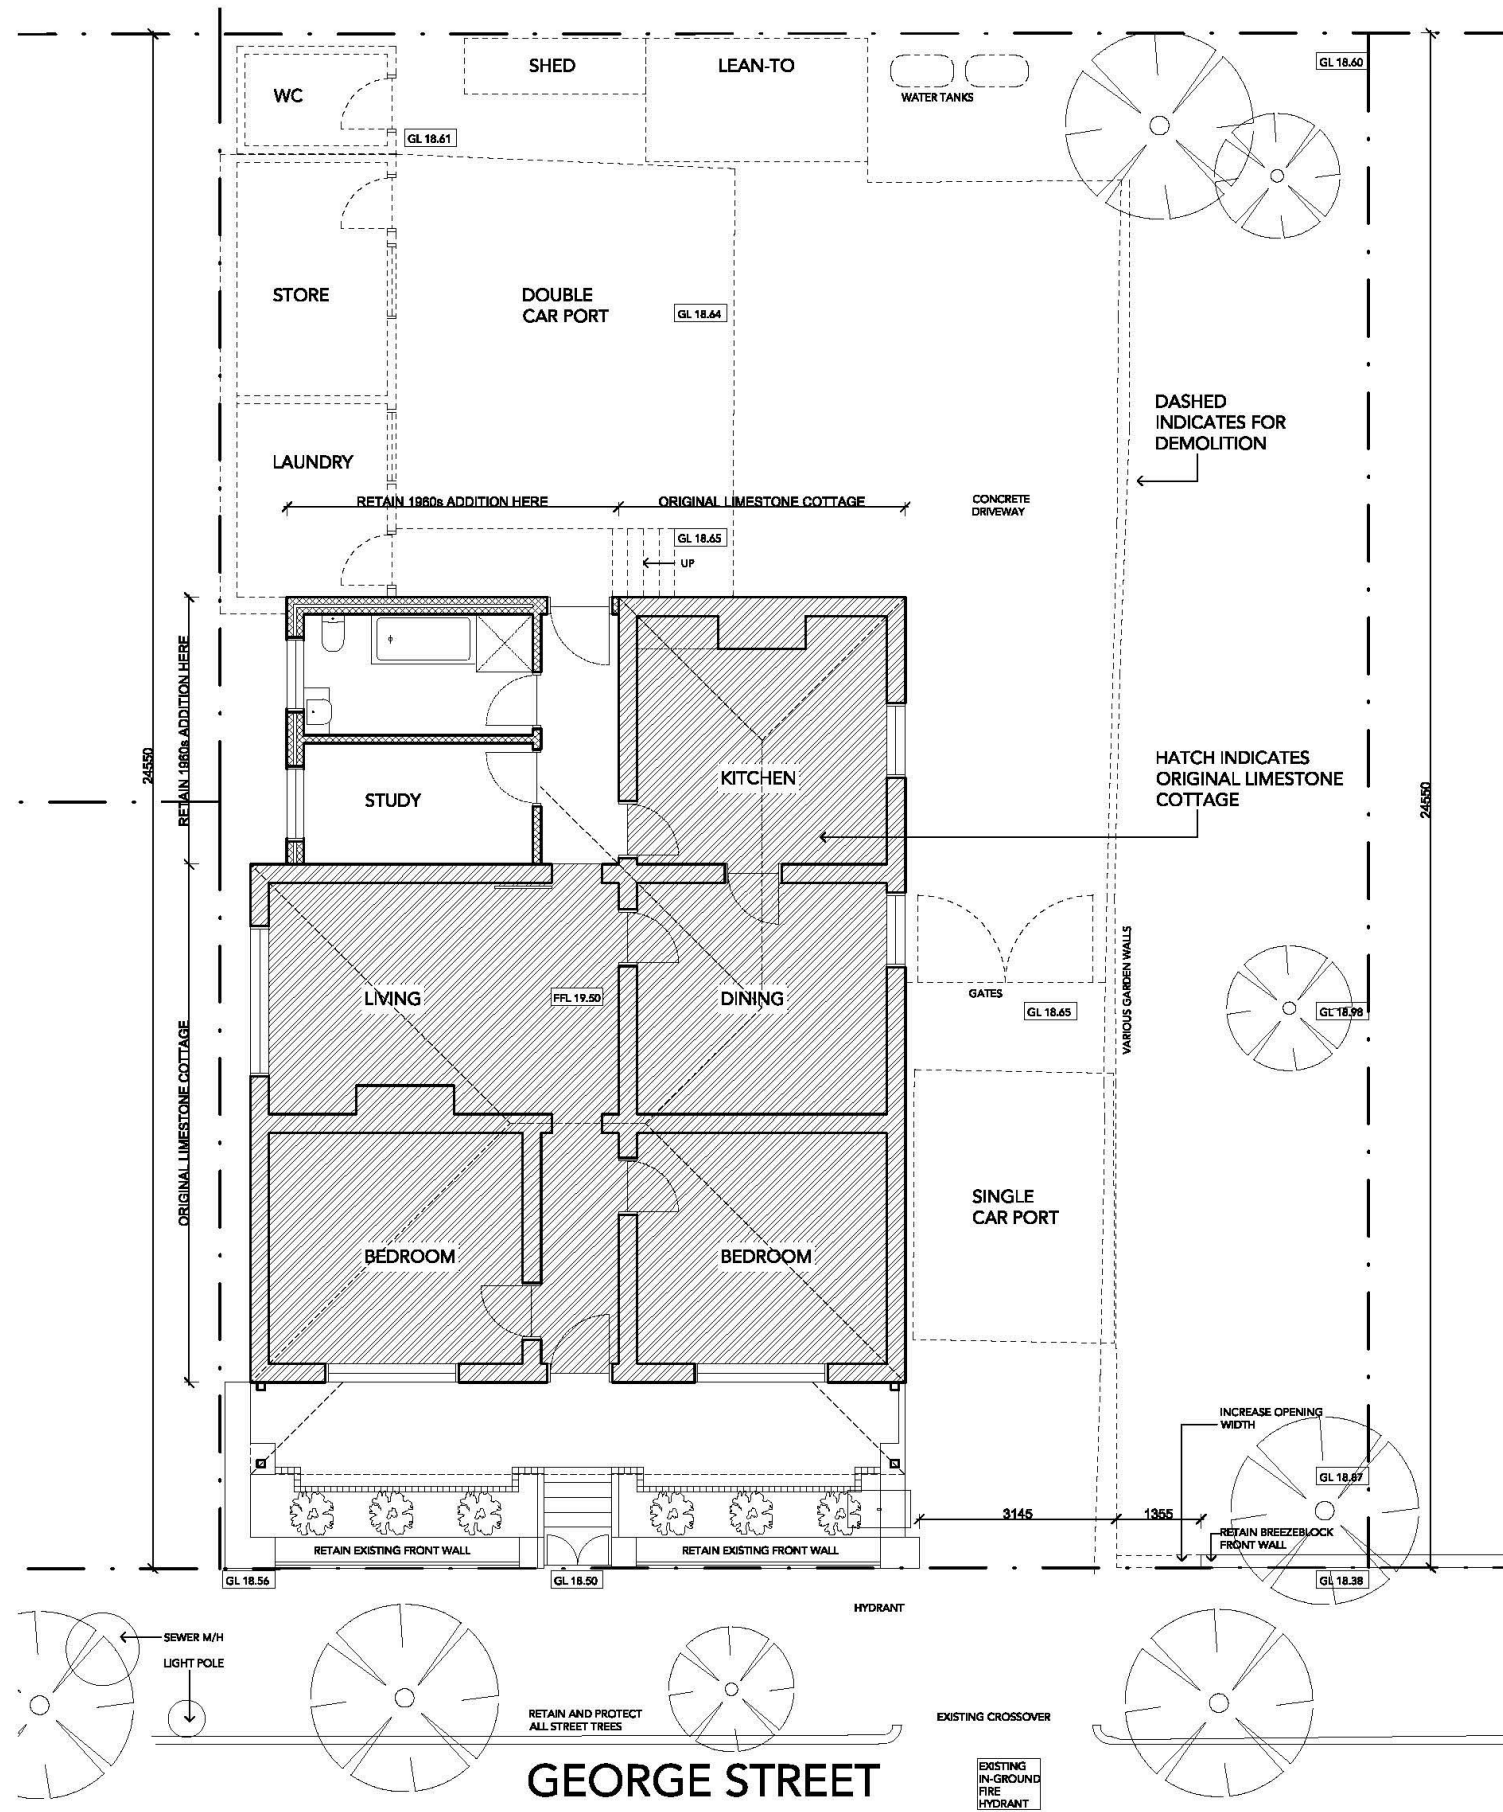 GL 18.60
SHED
LEAN-TO
WC
WATER TANKS
GL 18.61
STORE
DOUBLE
CAR PORT
GL 18.64
DASHED
INDICATES FOR
DEMOLITION
LAUNDRY
RETAIN 1960s ADDITION HERE
ORIGINAL LIMESTONE COTTAGE
CONCRETE
DRIVEWAY
GL 18.65
UP
RETAIN 1960s ADDITION HERE
24550
24550
STUDY
KITCHEN
HATCH INDICATES
ORIGINAL LIMESTONE
COTTAGE
LIVING
FFL 19.50
DINING
GATES
GL 18.65
VARIOUS GARDEN WALLS
GL 18.98
ORIGINAL LIMESTONE COTTAGE
SINGLE
CAR PORT
BEDROOM
BEDROOM
INCREASE OPENING
WIDTH
GL 18.87
3145
1355
RETAIN BREEZEBLOCK
FRONT WALL
RETAIN EXISTING FRONT WALL
RETAIN EXISTING FRONT WALL
GL 18.56
GL 18.50
GL 18.38
HYDRANT
SEWER M/H
LIGHT POLE
RETAIN AND PROTECT
ALL STREET TREES
EXISTING CROSSOVER
GEORGE STREET
EXISTING
IN-GROUND
FIRE
HYDRANT